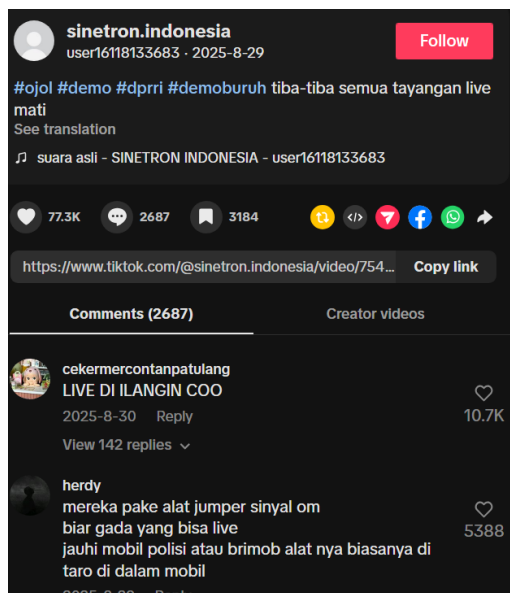 sinetron.indonesia
user16118133683 · 2025-8-29
Follow
#ojol #demo #dprri #demoburuh tiba-tiba semua tayangan live
mati
See translation
suara asli - SINETRON INDONESIA - user16118133683
77.3K
2687
3184
https://www.tiktok.com/@sinetron.indonesia/video/754...
Copy link
Comments (2687)
Creator videos
cekermercontanpatulang
LIVE DI ILANGIN COO
2025-8-30 Reply
10.7K
View 142 replies
herdy
mereka pake alat jumper sinyal om
biar gada yang bisa live
5388
jauhi mobil polisi atau brimob alat nya biasanya di
taro di dalam mobil